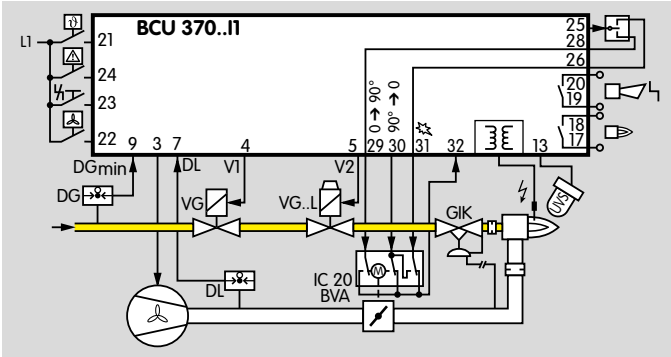 BCU 370..I1
L1
21
24
23
22
25
28
26
20
19
18
17
0 → 90°
90° → 0
9 3 7 4 5 29 30 31 32 13
DGmin
DL
V1
V2
DG
VG
VG..L
GIK
UVS
M
IC 20
BVA
DL